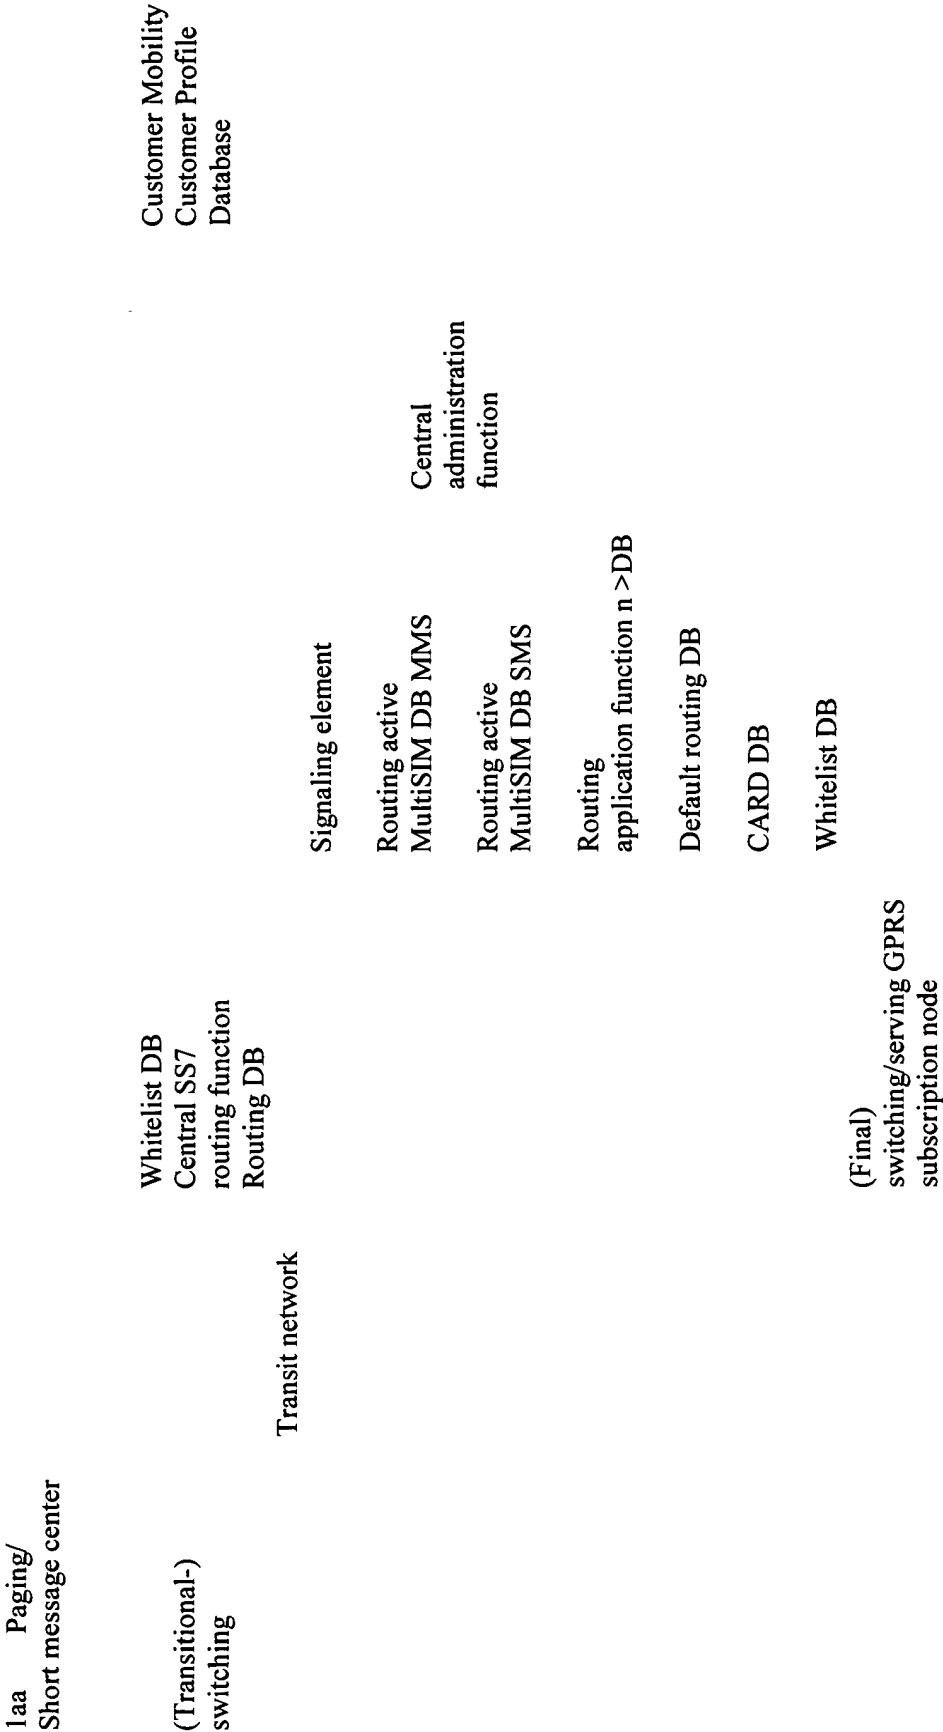 1aa Paging/
Short message center
(Transitional-)
switching
Transit network
Whitelist DB
Central SS7
routing function
Routing DB
(Final)
switching/serving GPRS
subscription node
Signaling element
Routing active
MultiSIM DB MMS
Routing active
MultiSIM DB SMS
Routing
application function n >DB
Default routing DB
CARD DB
Whitelist DB
Central
administration
function
Customer Mobility
Customer Profile
Database